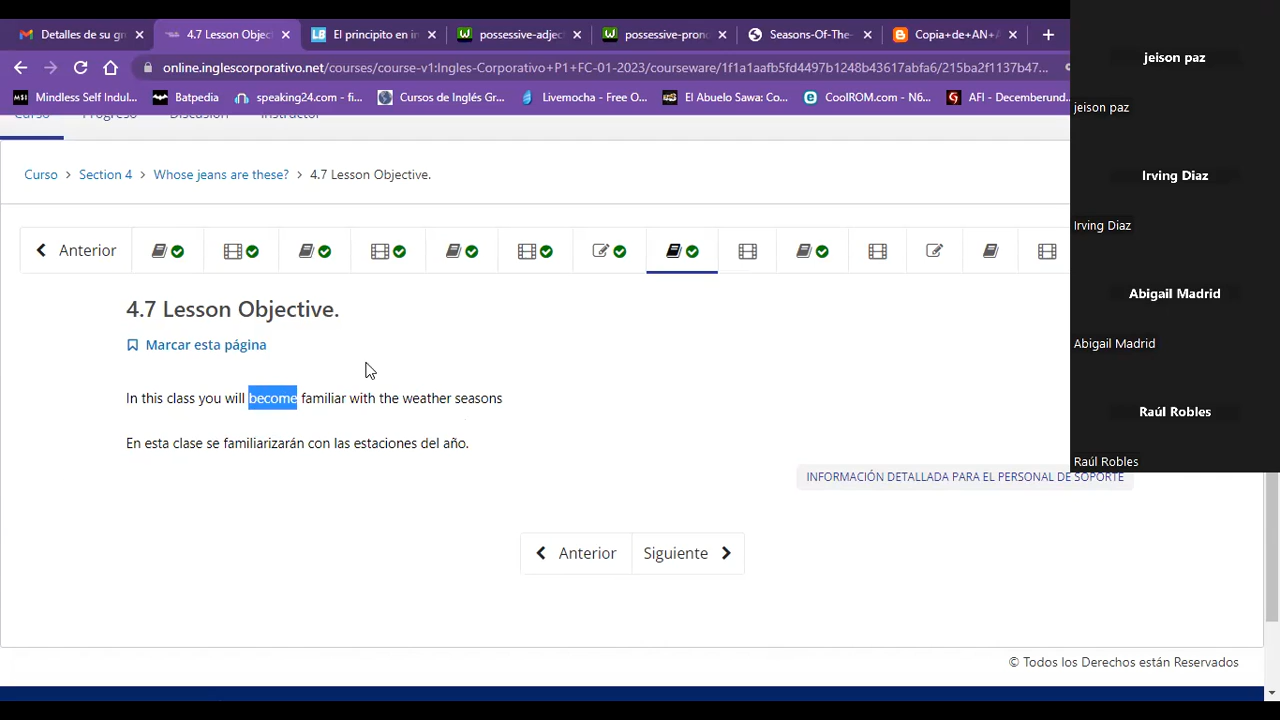 Detalles de su gm
4.7 Lesson Objec
El principito en in
possessive-adjec
possessive-pron
Seasons-Of-The-
Copia+de+AN+A
online.inglescorporativo.net/courses/course-v1:Ingles-Corporativo+P1+FC-01-2023/courseware/1f1a1aafb5fd4497b1248b43617abfa6/215ba2f1137b47...
Mindless Self Indul...
Batpedia
speaking24.com - fi...
Cursos de Inglés Gr...
Livemocha - Free O...
El Abuelo Sawa: Co...
CoolROM.com - N6...
AFI - Decemberund...
Curso
Progreso
Discusión
Instructor
Curso > Section 4 > Whose jeans are these? > 4.7 Lesson Objective.
Anterior
4.7 Lesson Objective.
Marcar esta página
In this class you will become familiar with the weather seasons
En esta clase se familiarizarán con las estaciones del año.
INFORMACIÓN DETALLADA PARA EL PERSONAL DE SOPORTE
Anterior
Siguiente
© Todos los Derechos están Reservados
jeison paz
jeison paz
Irving Diaz
Irving Diaz
Abigail Madrid
Abigail Madrid
Raúl Robles
Raúl Robles